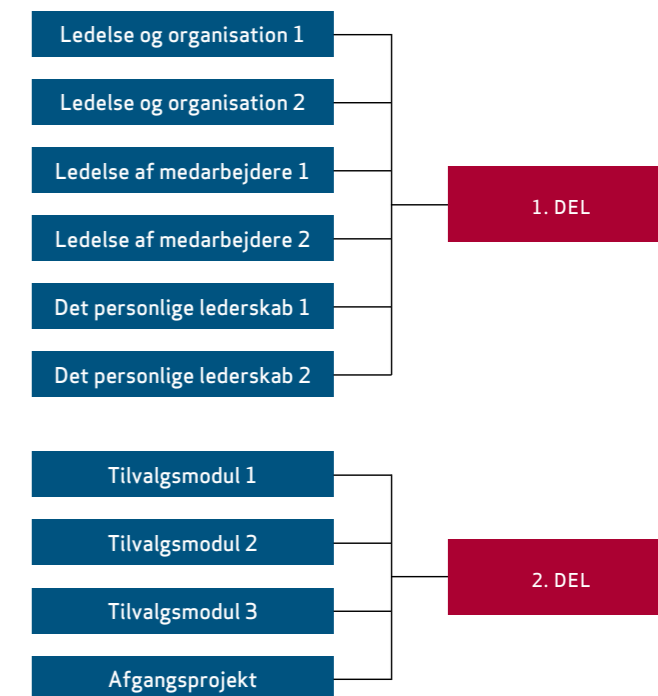 Ledelse og organisation 1
Ledelse og organisation 2
Ledelse af medarbejdere 1
Ledelse af medarbejdere 2
Det personlige lederskab 1
Det personlige lederskab 2
1. DEL
Tilvalgsmodul 1
Tilvalgsmodul 2
Tilvalgsmodul 3
Afgangsprojekt
2. DEL